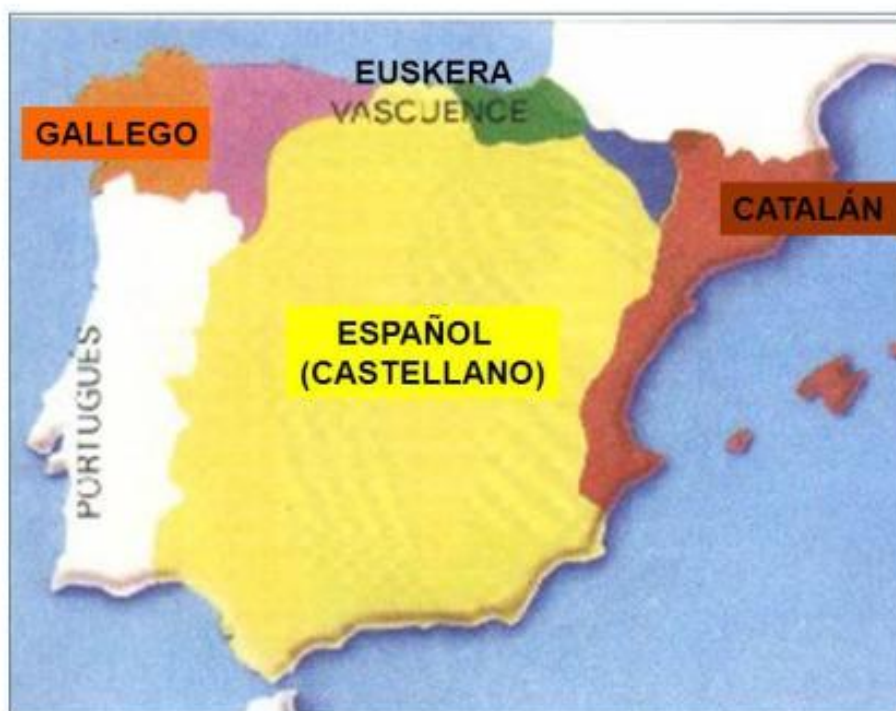 EUSKERA
VASCUENCE
GALLEGO
CATALÁN
ESPAÑOL
(CASTELLANO)
PORTUGUÉS